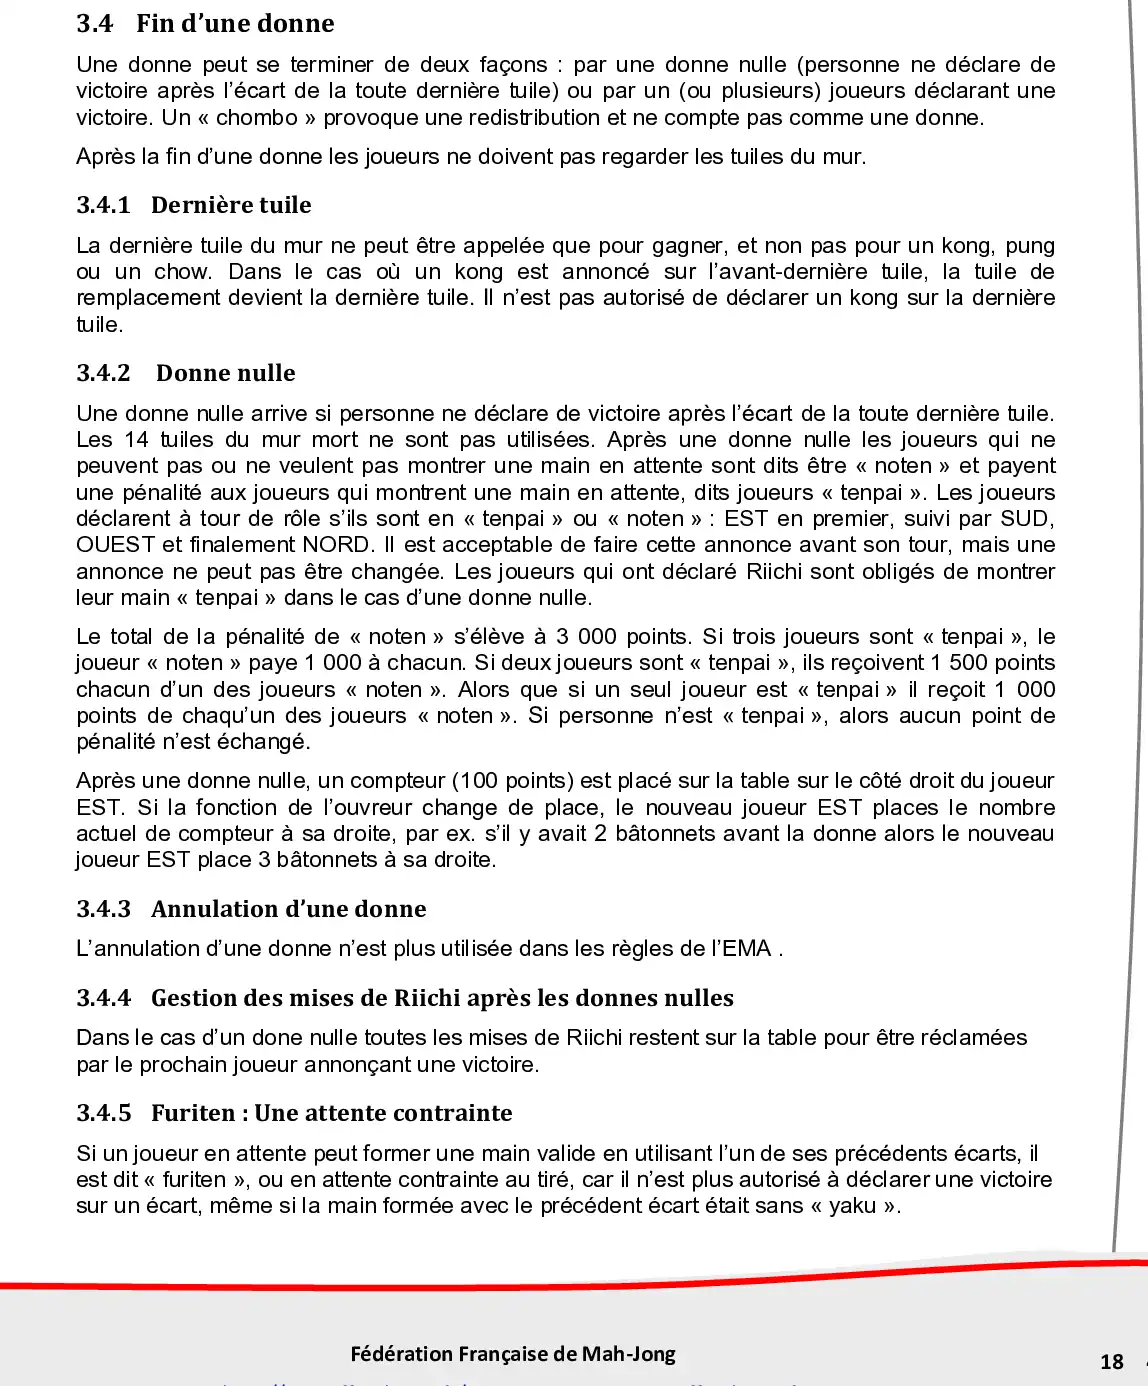 3.4 Fin d’une donne
Une donne peut se terminer de deux façons : par une donne nulle (personne ne déclare de
victoire après l’écart de la toute dernière tuile) ou par un (ou plusieurs) joueurs déclarant une
victoire. Un « chombo » provoque une redistribution et ne compte pas comme une donne.
Après la fin d’une donne les joueurs ne doivent pas regarder les tuiles du mur.
3.4.1 Dernière tuile
La dernière tuile du mur ne peut être appelée que pour gagner, et non pas pour un kong, pung
ou un chow. Dans le cas où un kong est annoncé sur l’avant-dernière tuile, la tuile de
remplacement devient la dernière tuile. Il n’est pas autorisé de déclarer un kong sur la dernière
tuile.
3.4.2 Donne nulle
Une donne nulle arrive si personne ne déclare de victoire après l’écart de la toute dernière tuile.
Les 14 tuiles du mur mort ne sont pas utilisées. Après une donne nulle les joueurs qui ne
peuvent pas ou ne veulent pas montrer une main en attente sont dits être « noten » et payent
une pénalité aux joueurs qui montrent une main en attente, dits joueurs « tenpai ». Les joueurs
déclarent à tour de rôle s’ils sont en « tenpai » ou « noten » : EST en premier, suivi par SUD,
OUEST et finalement NORD. Il est acceptable de faire cette annonce avant son tour, mais une
annonce ne peut pas être changée. Les joueurs qui ont déclaré Riichi sont obligés de montrer
leur main « tenpai » dans le cas d’une donne nulle.
Le total de la pénalité de « noten » s’élève à 3 000 points. Si trois joueurs sont « tenpai », le
joueur « noten » paye 1 000 à chacun. Si deux joueurs sont « tenpai », ils reçoivent 1 500 points
chacun d’un des joueurs « noten ». Alors que si un seul joueur est « tenpai » il reçoit 1 000
points de chaqu’un des joueurs « noten ». Si personne n’est « tenpai », alors aucun point de
pénalité n’est échangé.
Après une donne nulle, un compteur (100 points) est placé sur la table sur le côté droit du joueur
EST. Si la fonction de l’ouvreur change de place, le nouveau joueur EST places le nombre
actuel de compteur à sa droite, par ex. s’il y avait 2 bâtonnets avant la donne alors le nouveau
joueur EST place 3 bâtonnets à sa droite.
3.4.3 Annulation d’une donne
L’annulation d’une donne n’est plus utilisée dans les règles de l’EMA .
3.4.4 Gestion des mises de Riichi après les donnes nulles
Dans le cas d’un done nulle toutes les mises de Riichi restent sur la table pour être réclamées
par le prochain joueur annonçant une victoire.
3.4.5 Furiten : Une attente contrainte
Si un joueur en attente peut former une main valide en utilisant l’un de ses précédents écarts, il
est dit « furiten », ou en attente contrainte au tiré, car il n’est plus autorisé à déclarer une victoire
sur un écart, même si la main formée avec le précédent écart était sans « yaku ».
Fédération Française de Mah-Jong
18